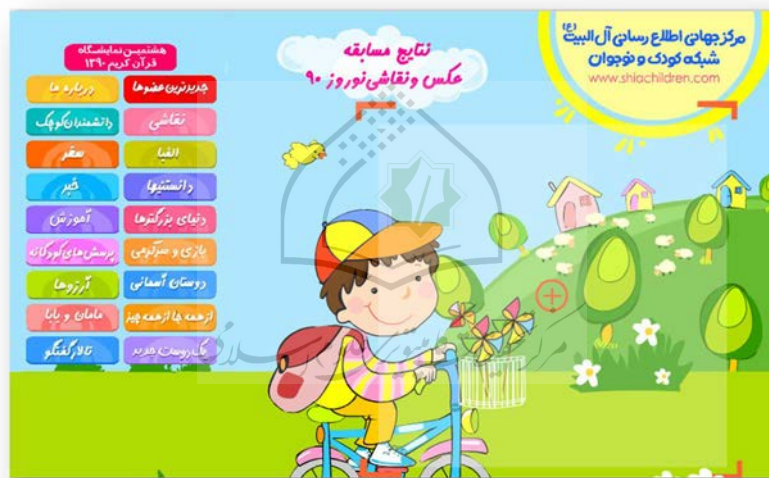 مرکز جهانی اطلاع رسانی آل البیت (ع)
شبکه کودک و نوجوان
www.shiachildren.com
نتایج مسابقه
عکس و نقاشی نوروز ۹۰
هشتمین نمایشگاه
قرآن کریم ۱۳۹۰
جدیدترین عضوها
درباره ما
نقاشی
دانشمندان کوچک
الفبا
سفر
دانستنیها
خبر
دنیای بزرگترها
آموزش
بازی و سرگرمی
پرسش های کودکانه
دوستان آسمانی
آرزوها
از همه جا از همه چیز
مامان و بابا
یک دوست جدید
تالار گفتگو